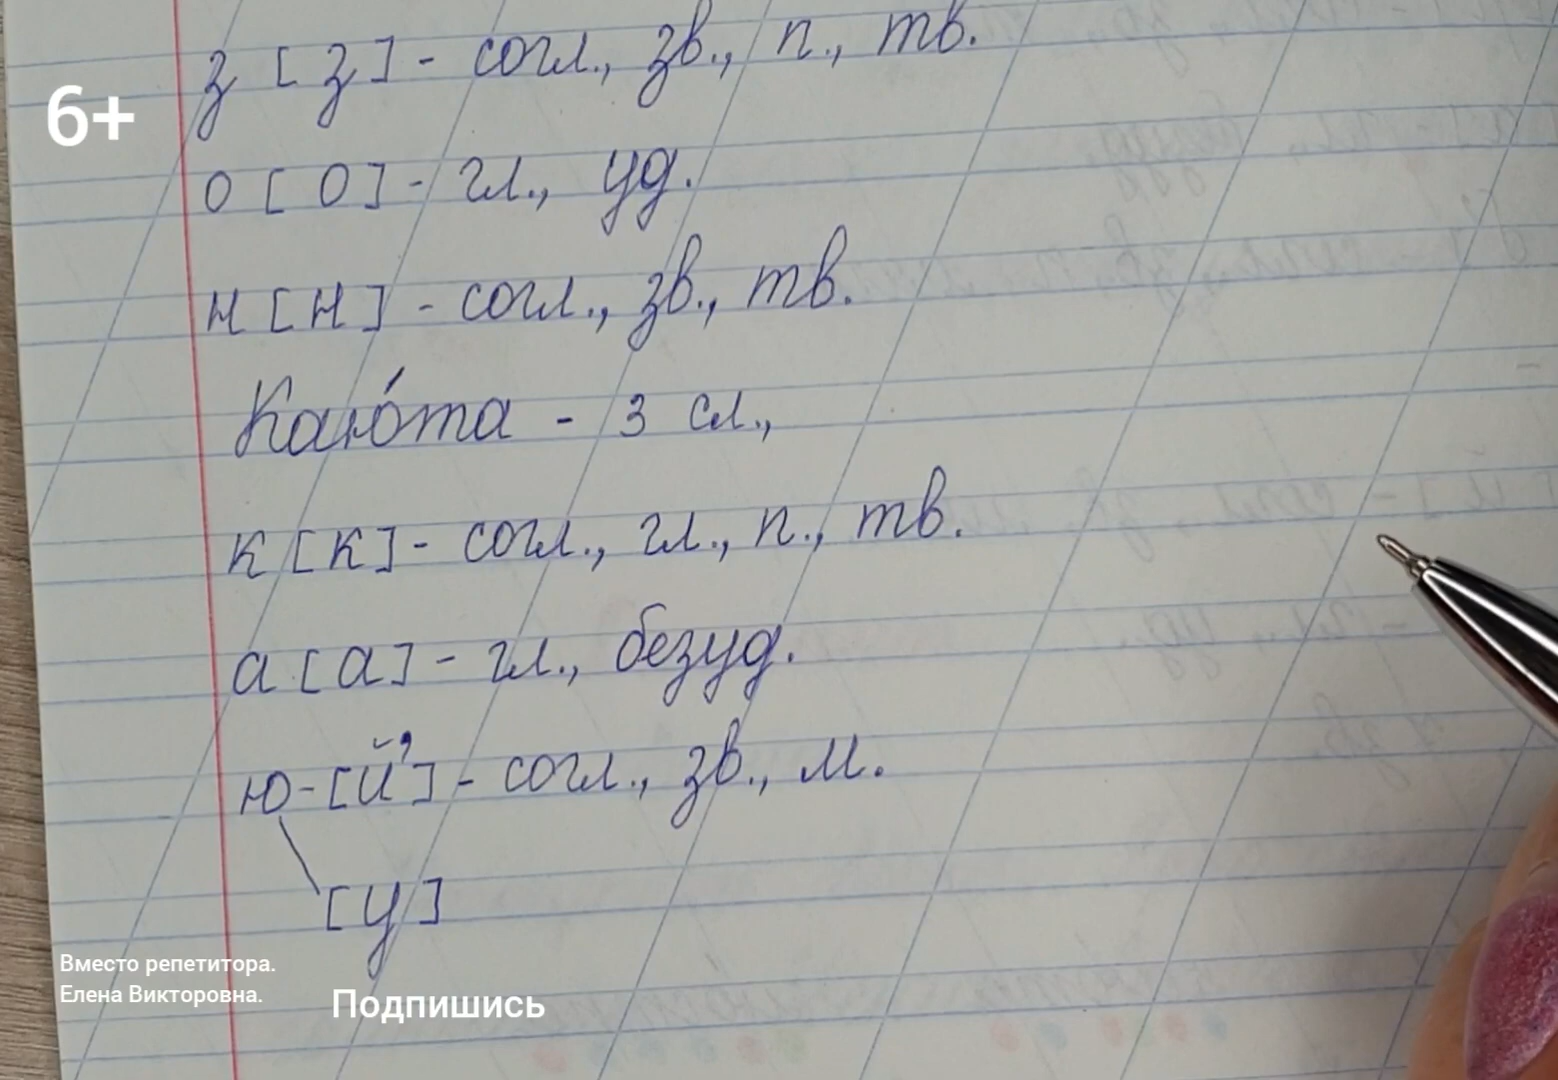 з [з] - согл., зв., п., тв.
6+
о [о] - гл., уд.
н [н] - согл., зв., тв.
Каю́та - 3 сл.,
к [к] - согл., гл., п., тв.
а [а] - гл., безуд.
ю - [й'] - согл., зв., м.
[у]
Вместо репетитора.
Елена Викторовна.
Подпишись